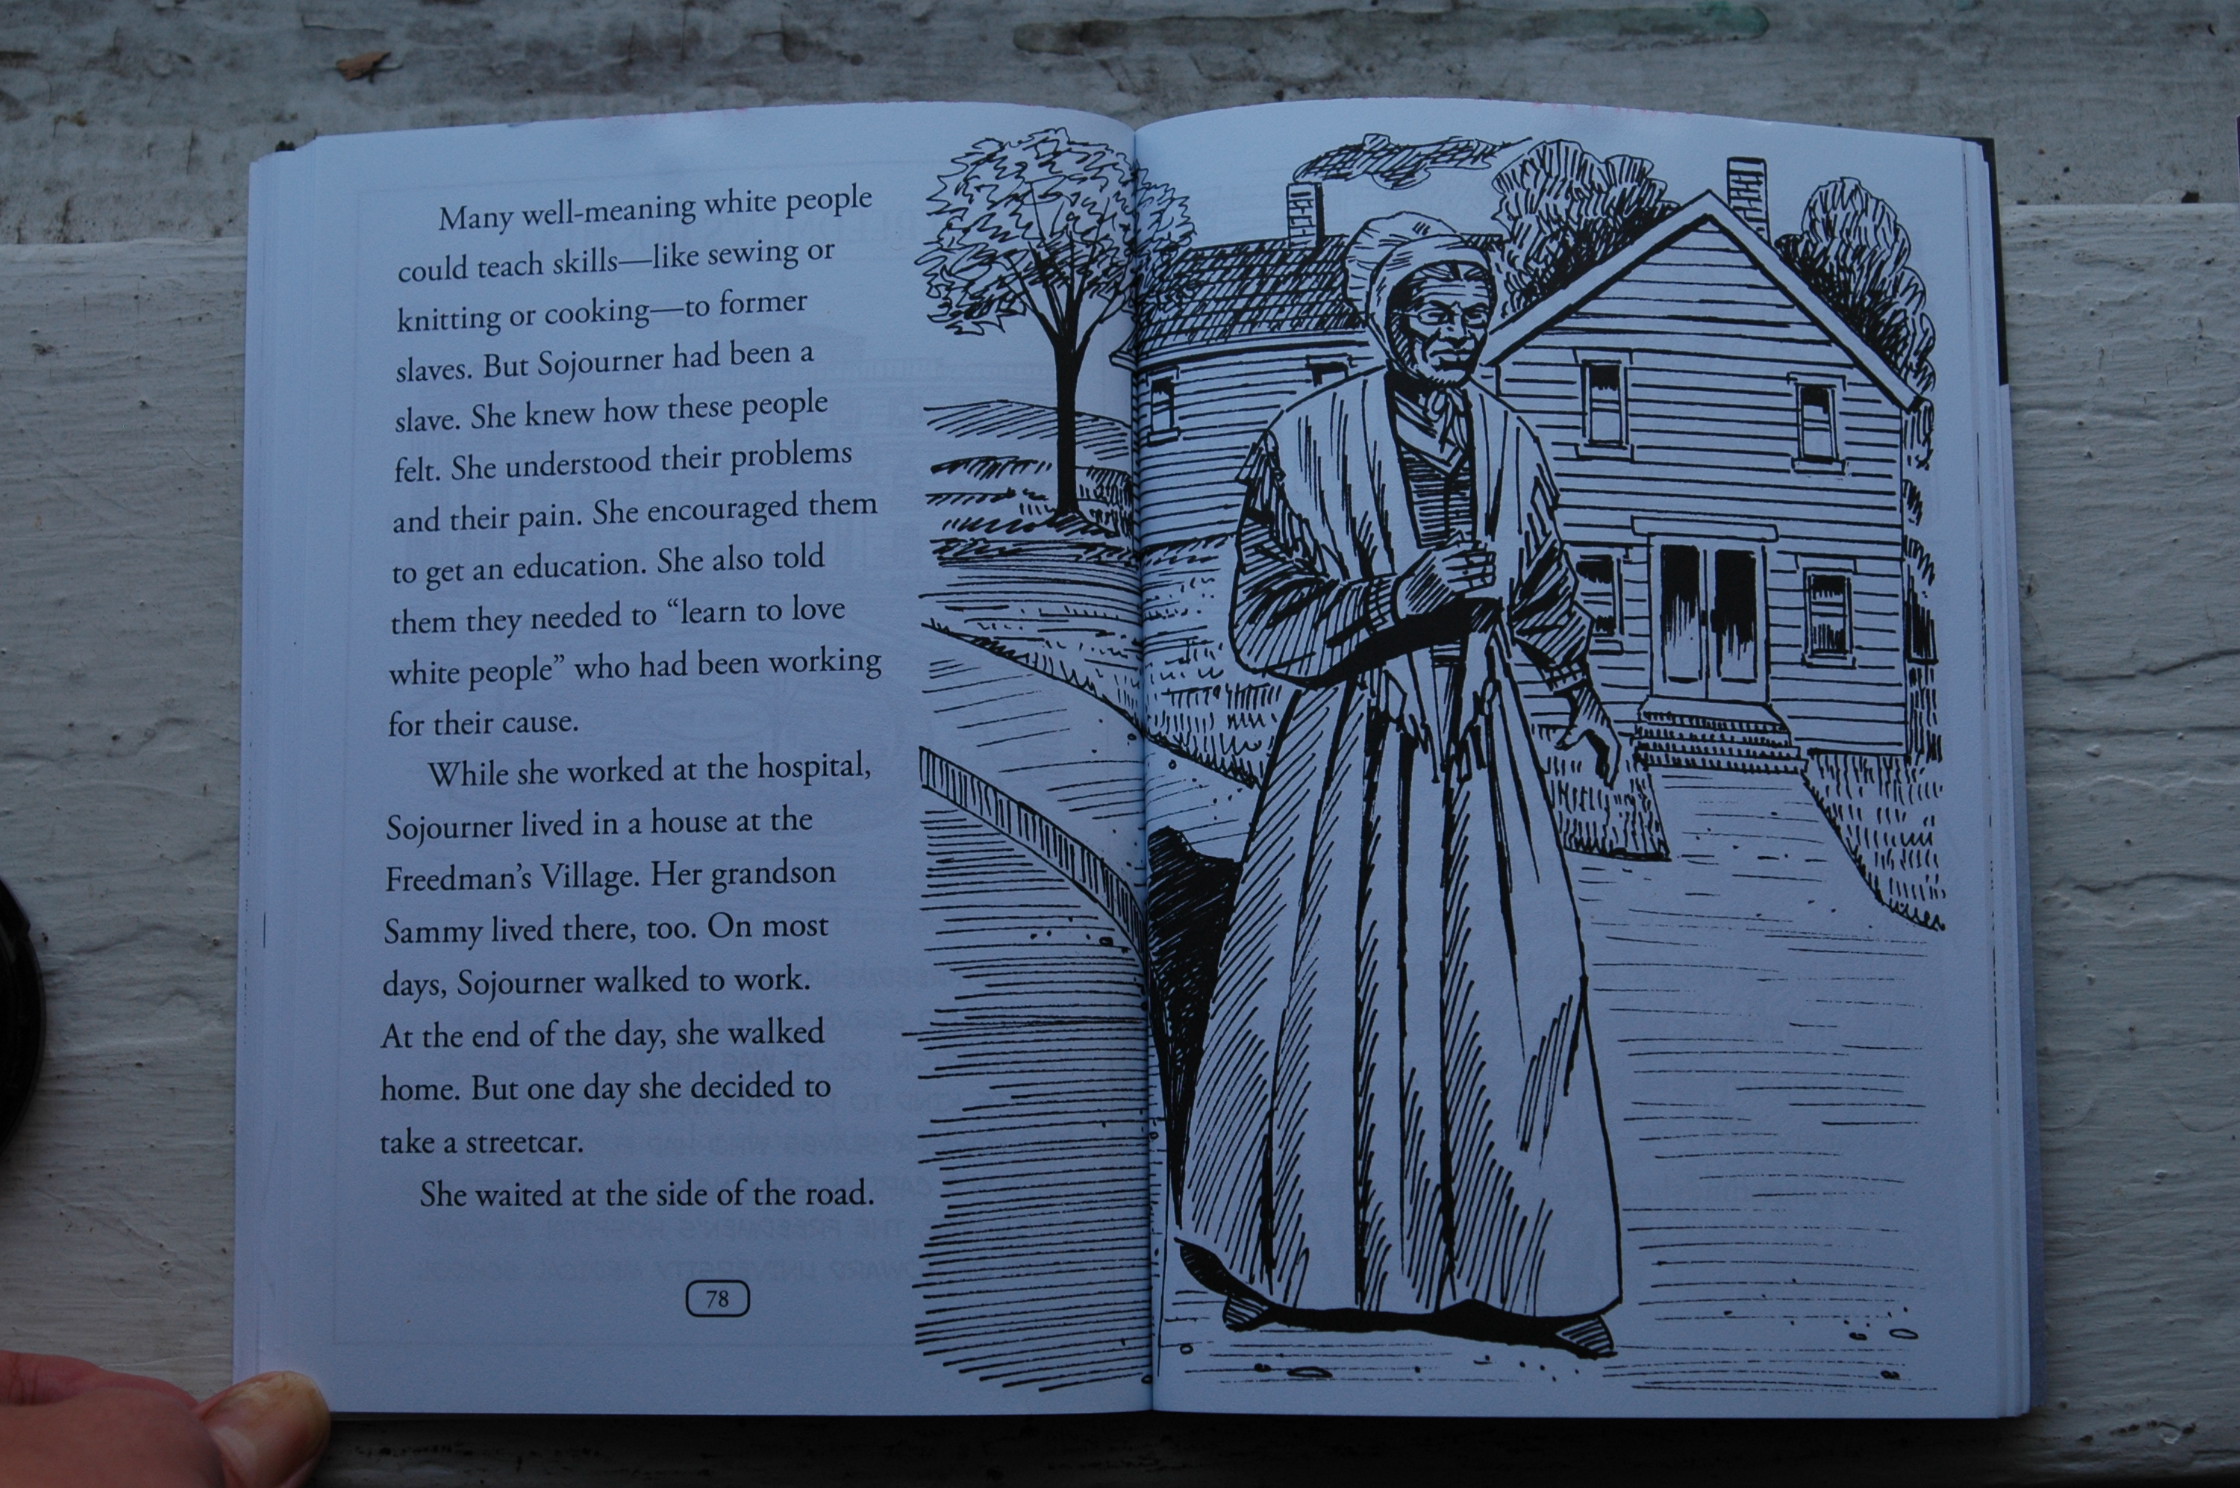 Many well-meaning white people
could teach skills—like sewing or
knitting or cooking—to former
slaves. But Sojourner had been a
slave. She knew how these people
felt. She understood their problems
and their pain. She encouraged them
to get an education. She also told
them they needed to “learn to love
white people” who had been working
for their cause.
While she worked at the hospital,
Sojourner lived in a house at the
Freedman’s Village. Her grandson
Sammy lived there, too. On most
days, Sojourner walked to work.
At the end of the day, she walked
home. But one day she decided to
take a streetcar.
She waited at the side of the road.
78